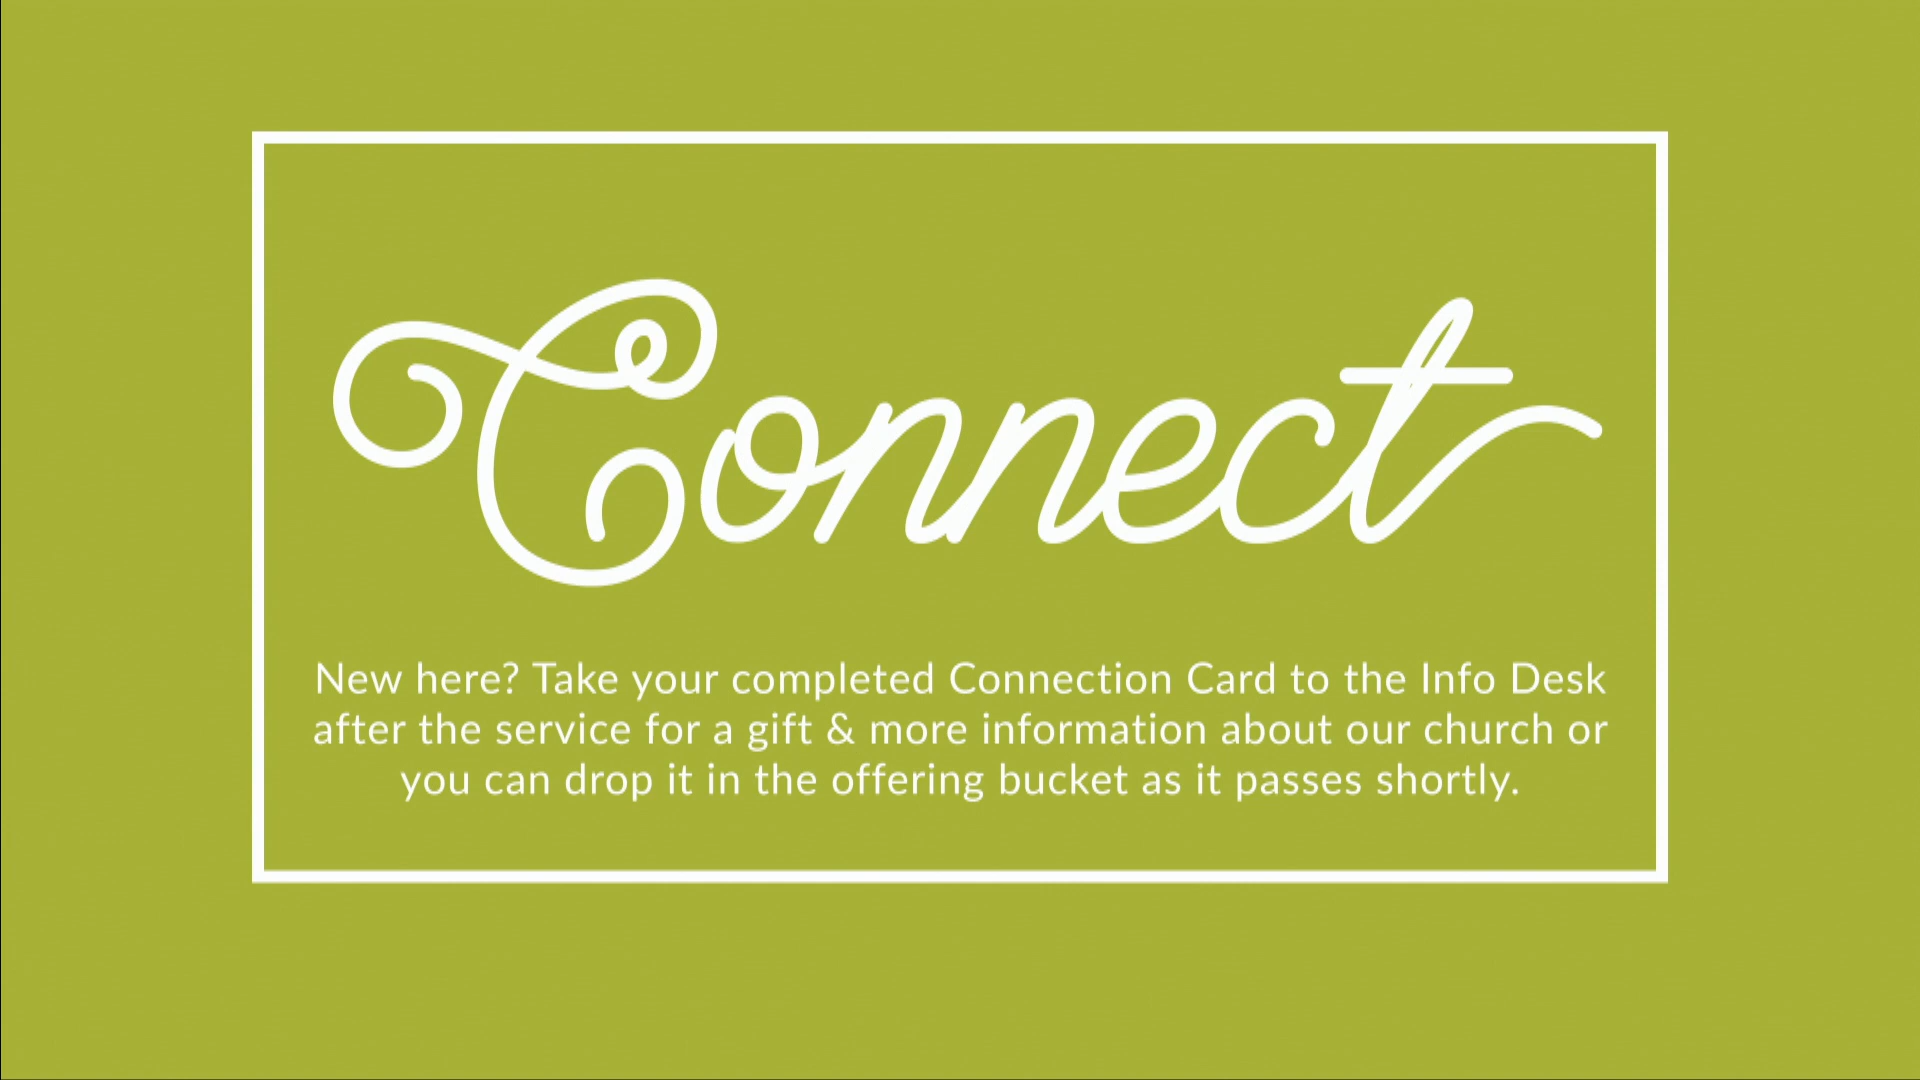 Connect
New here? Take your completed Connection Card to the Info Desk
after the service for a gift & more information about our church or
you can drop it in the offering bucket as it passes shortly.